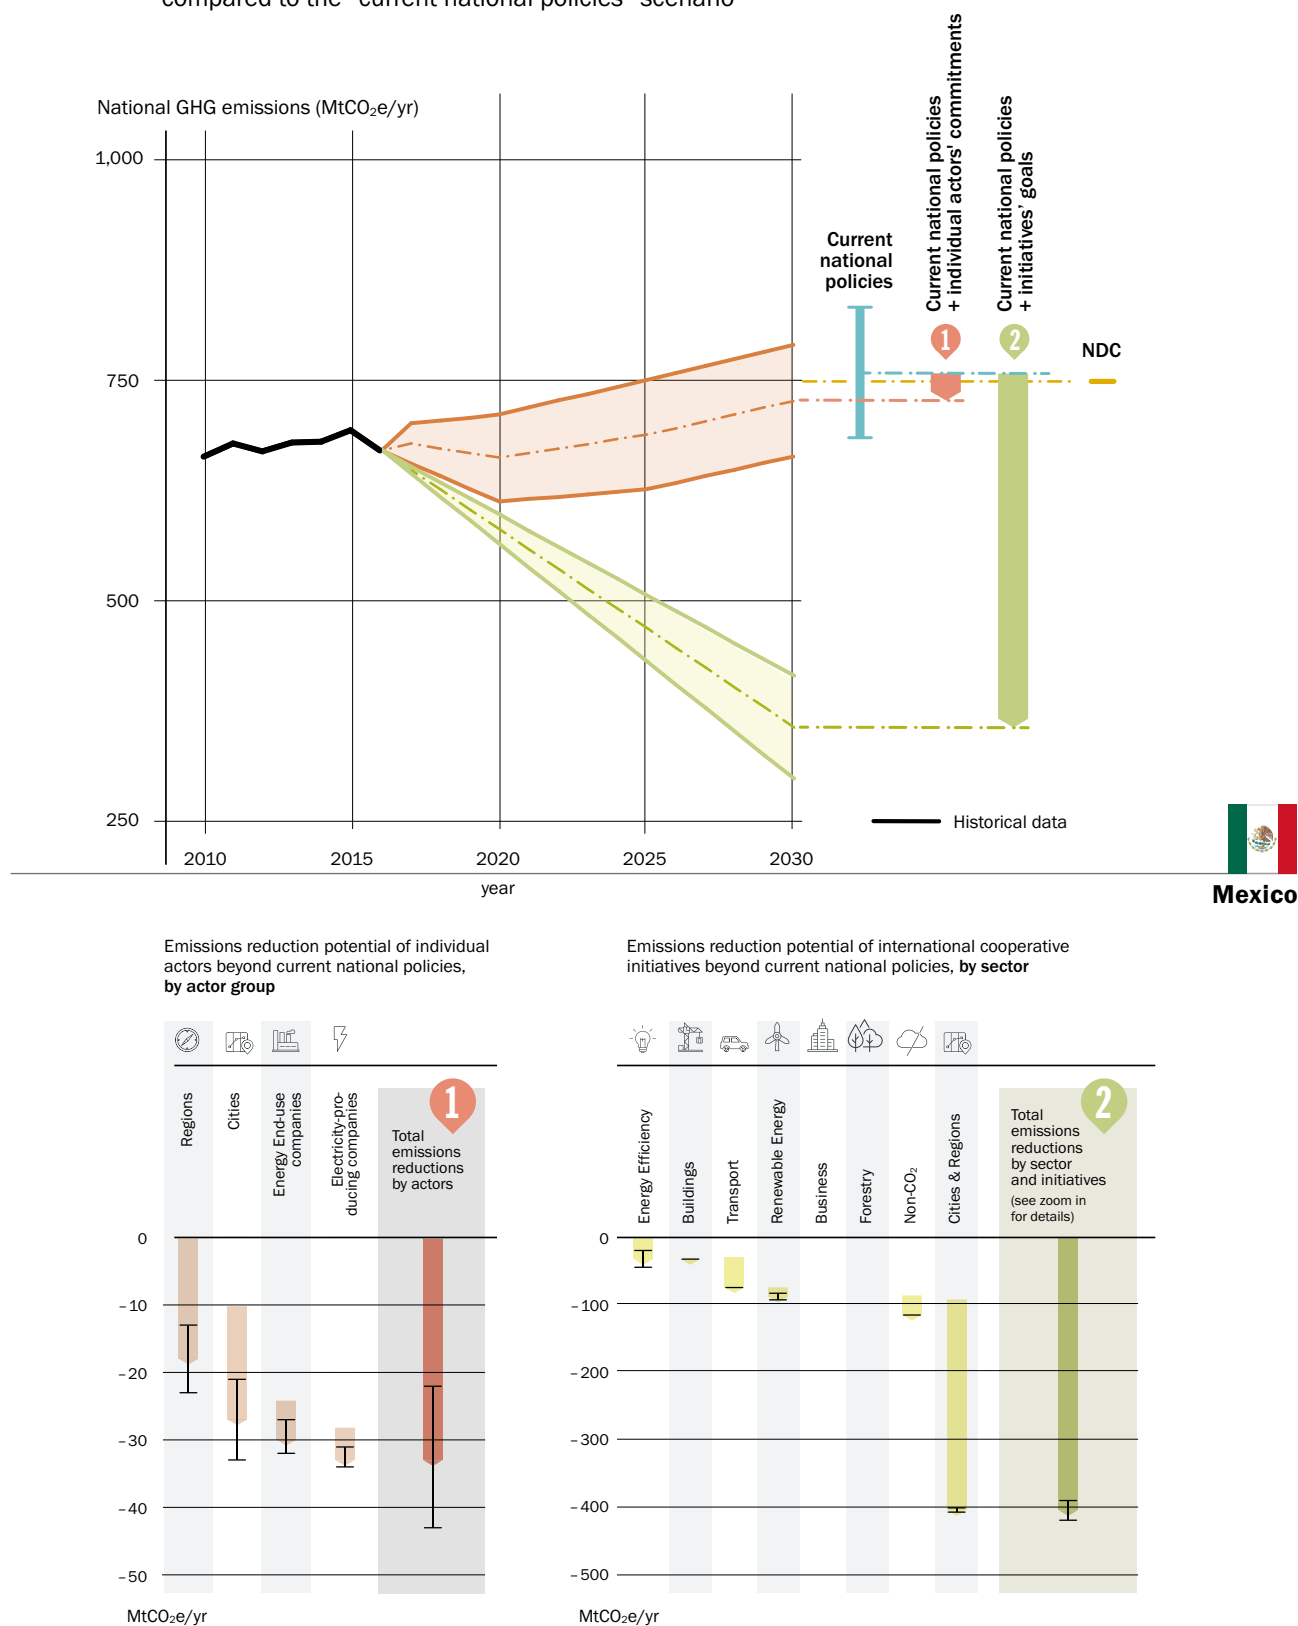 compared to the "current national policies" scenario
National GHG emissions (MtCO₂e/yr)
1,000
750
500
250
2010
2015
2020
2025
2030
year
Current
national
policies
Current national policies
+ individual actors' commitments
Current national policies
+ initiatives' goals
1
2
NDC
Historical data
Mexico
Emissions reduction potential of individual
actors beyond current national policies,
by actor group
Regions
Cities
Energy End-use
companies
Electricity-pro-
ducing companies
1
Total
emissions
reductions
by actors
0
–10
–20
–30
–40
–50
MtCO₂e/yr
Emissions reduction potential of international cooperative
initiatives beyond current national policies, by sector
Energy Efficiency
Buildings
Transport
Renewable Energy
Business
Forestry
Non-CO₂
Cities & Regions
2
Total
emissions
reductions
by sector
and initiatives
(see zoom in
for details)
0
–100
–200
–300
–400
–500
MtCO₂e/yr